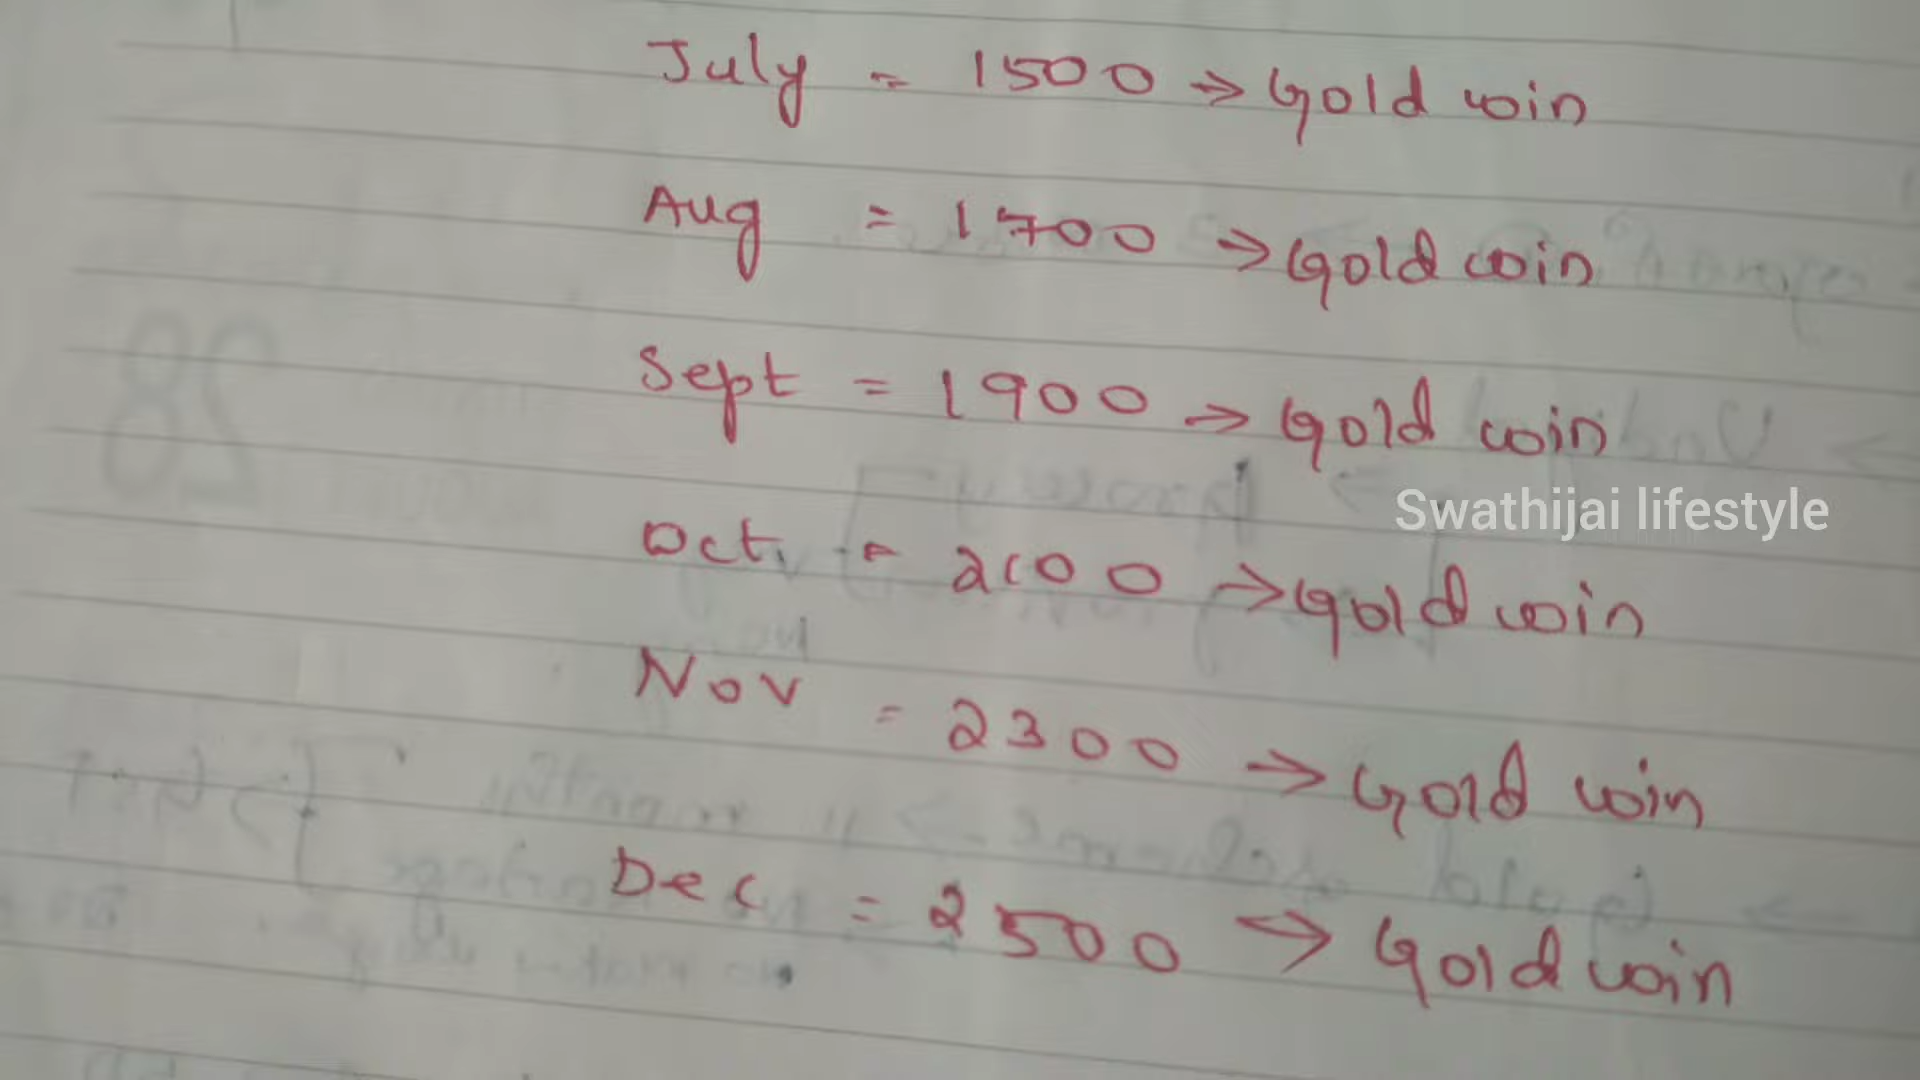 July = 1500 → Gold coin
Aug = 1700 → Gold coin
Sept = 1900 → Gold coin
Swathijai lifestyle
Oct = 2100 → Gold coin
Nov = 2300 → Gold coin
Dec = 2500 → Gold coin